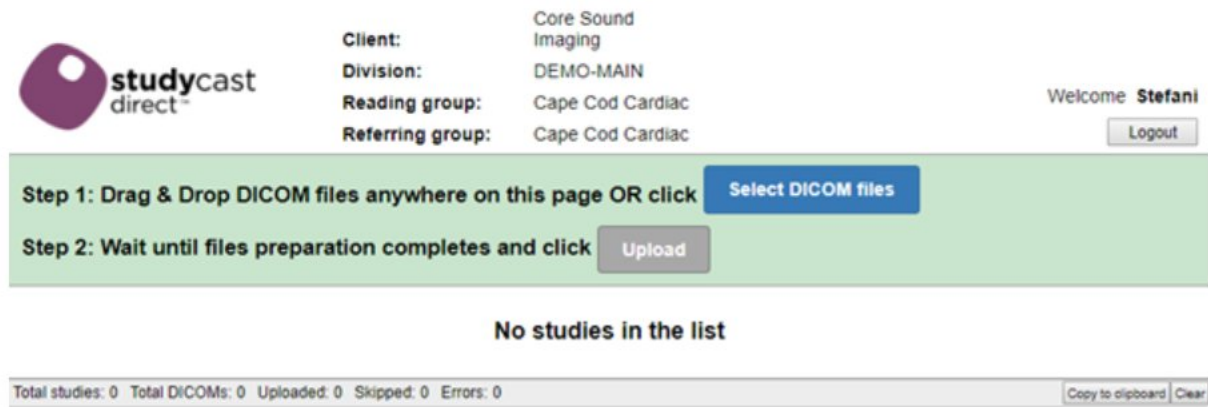 studycast
direct™
Client: Core Sound Imaging
Division: DEMO-MAIN
Reading group: Cape Cod Cardiac
Referring group: Cape Cod Cardiac
Welcome Stefani
Logout
Step 1: Drag & Drop DICOM files anywhere on this page OR click Select DICOM files
Step 2: Wait until files preparation completes and click Upload
No studies in the list
Total studies: 0 Total DICOMs: 0 Uploaded: 0 Skipped: 0 Errors: 0 Copy to clipboard Clear